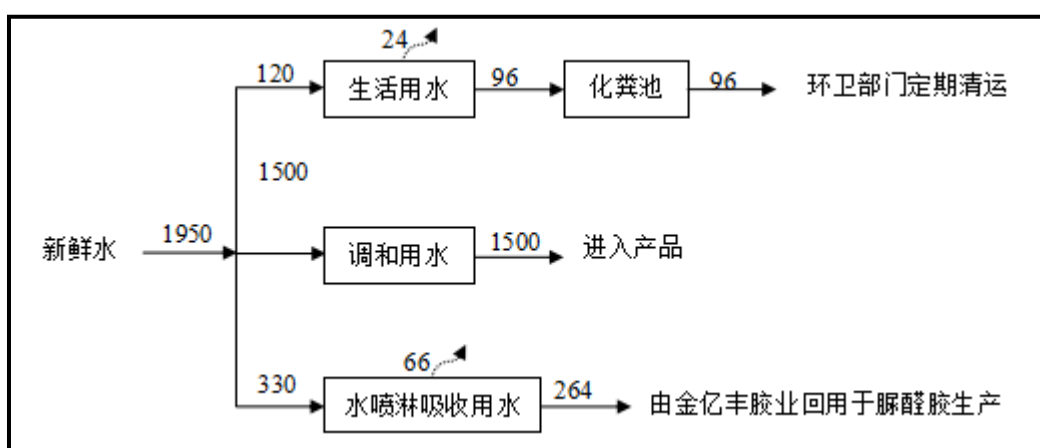 24
120
生活用水
96
化粪池
96
环卫部门定期清运
1500
新鲜水
1950
调和用水
1500
进入产品
66
330
水喷淋吸收用水
264
由金亿丰胶业回用于脲醛胶生产